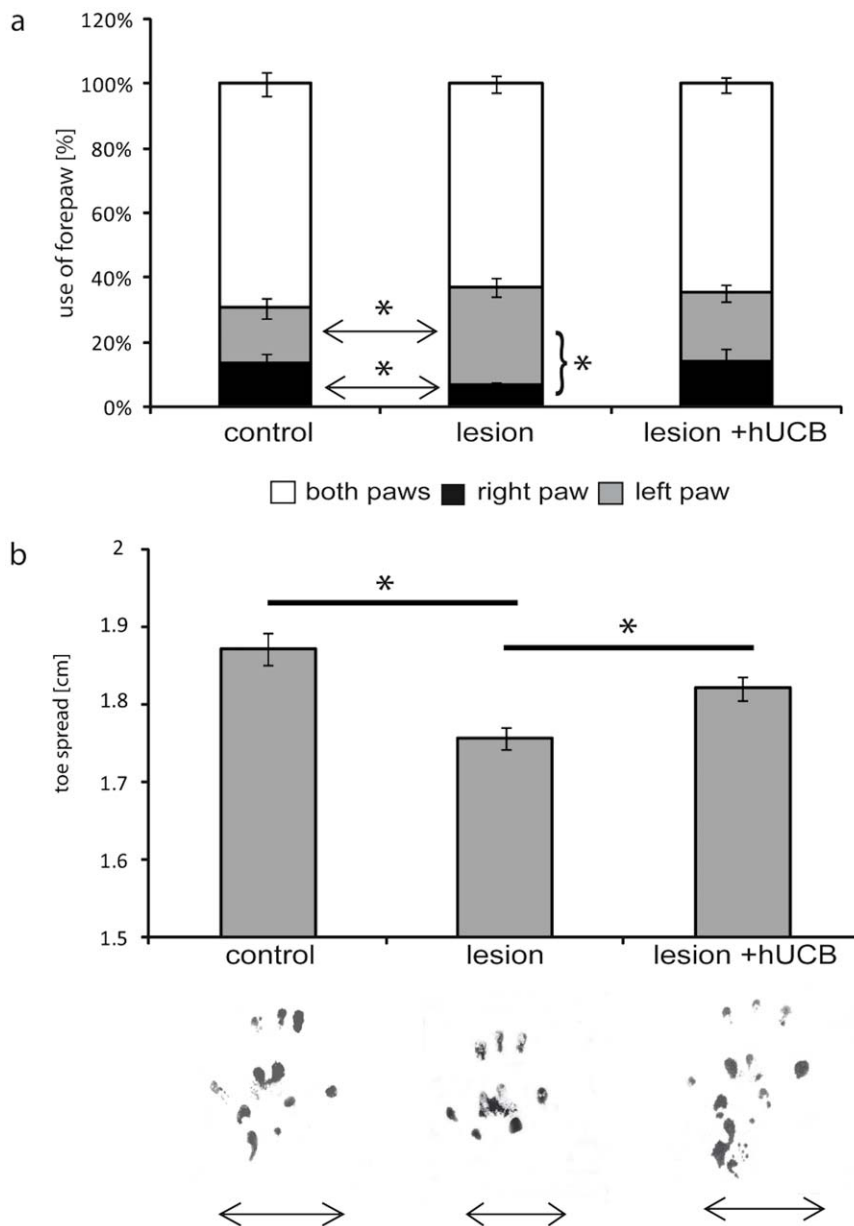 a
120%
100%
80%
60%
40%
20%
0%
use of forepaw [%]
*
*
*
control lesion lesion +hUCB
both paws right paw left paw
b
2
1.9
1.8
1.7
1.6
1.5
toe spread [cm]
*
*
control lesion lesion +hUCB